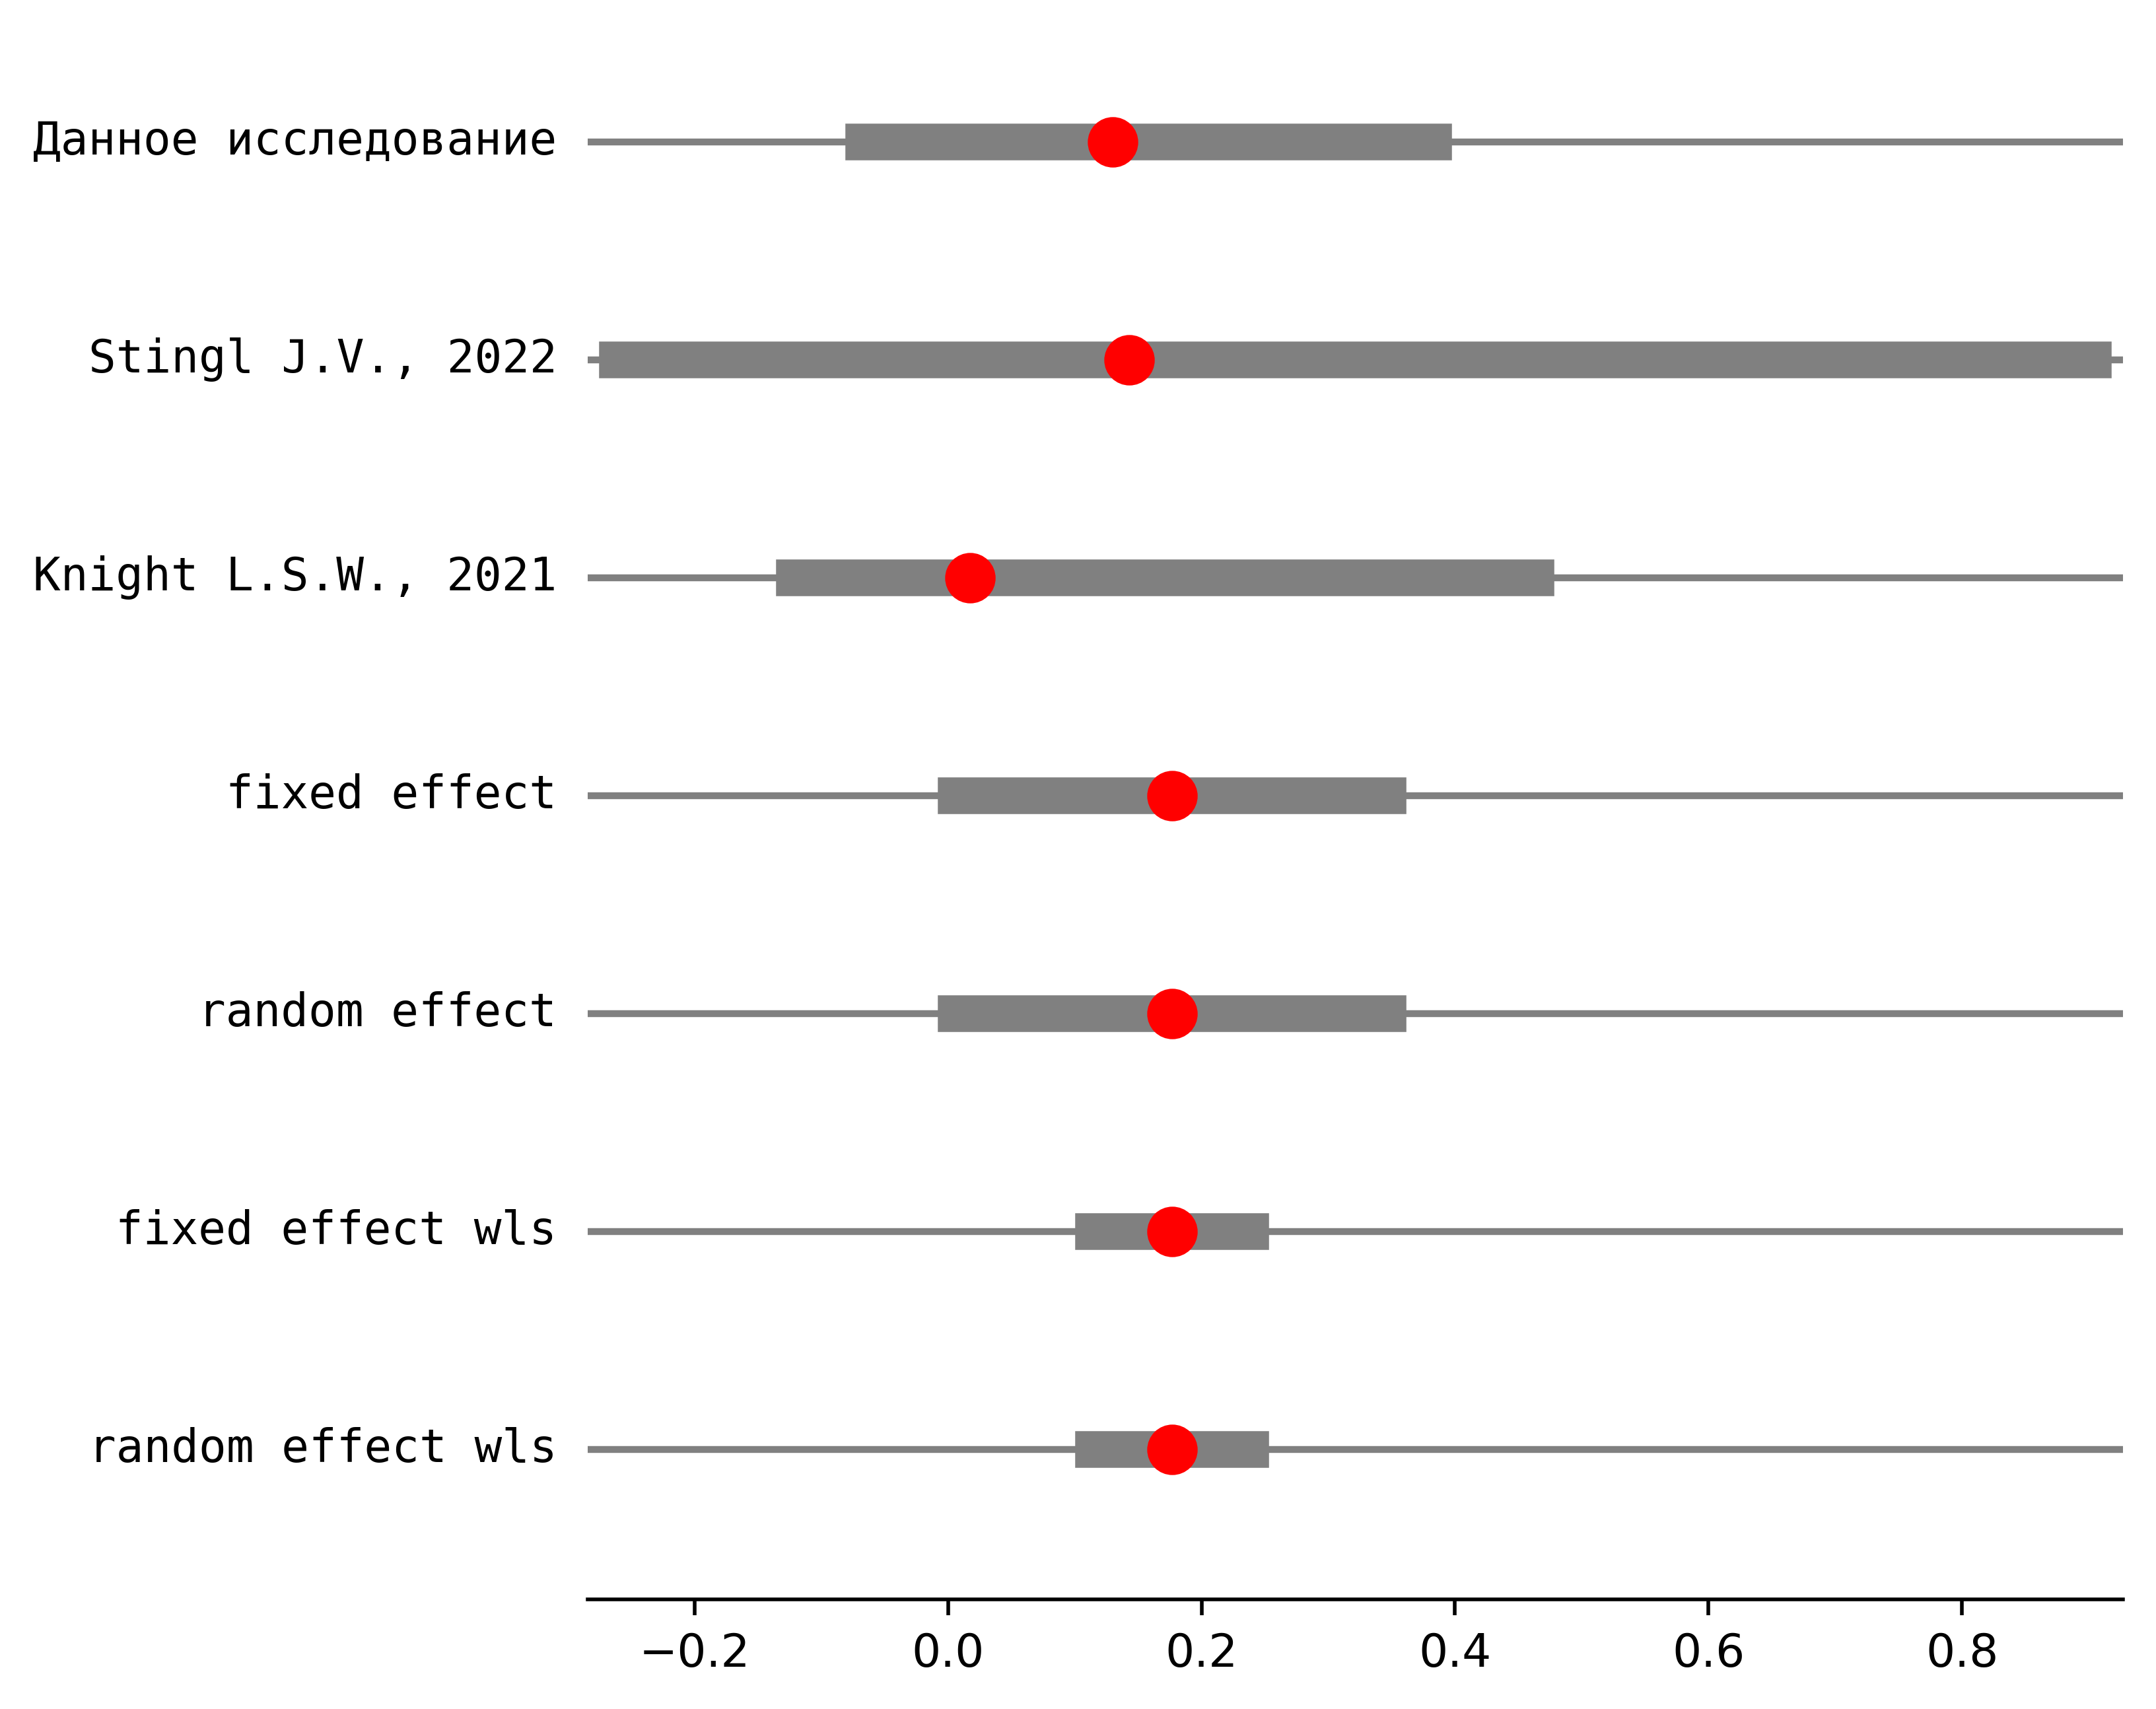 Данное исследование
Stingl J.V., 2022
Knight L.S.W., 2021
fixed effect
random effect
fixed effect wls
random effect wls
−0.2 0.0 0.2 0.4 0.6 0.8